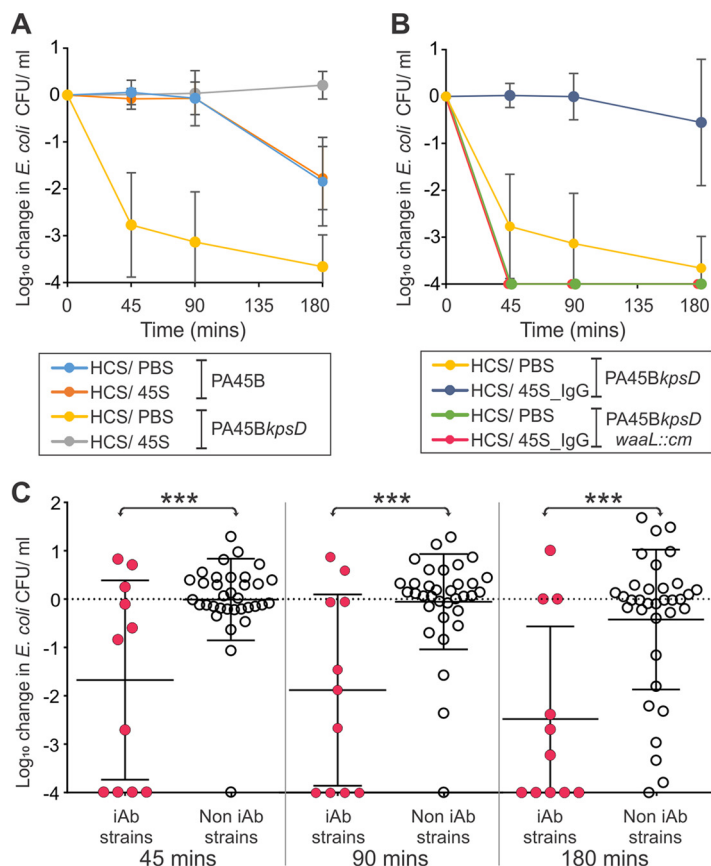 A
Log₁₀ change in E. coli CFU/ ml
1
0
-1
-2
-3
-4
0 45 90 135 180
Time (mins)
HCS/ PBS
HCS/ 45S
PA45B
HCS/ PBS
HCS/ 45S
PA45BkpsD
B
Log₁₀ change in E. coli CFU/ ml
1
0
-1
-2
-3
-4
0 45 90 135 180
Time (mins)
HCS/ PBS
HCS/ 45S_IgG
PA45BkpsD
HCS/ PBS
HCS/ 45S_IgG
PA45BkpsD
waaL::cm
C
Log₁₀ change in E. coli CFU/ ml
2
1
0
-1
-2
-3
-4
*** *** ***
iAb Non iAb iAb Non iAb iAb Non iAb
strains strains strains strains strains strains
45 mins 90 mins 180 mins